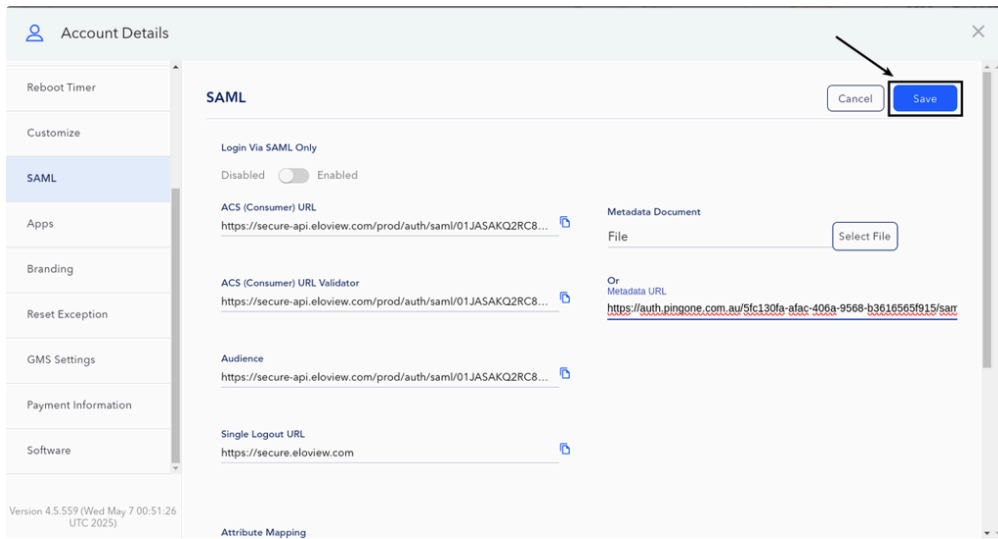 Account Details
Reboot Timer
Customize
SAML
Apps
Branding
Reset Exception
GMS Settings
Payment Information
Software
Version 4.5.559 (Wed May 7 00:51:26
UTC 2025)
SAML
Cancel
Save
Login Via SAML Only
Disabled Enabled
ACS (Consumer) URL
https://secure-api.eloview.com/prod/auth/saml/01JASAKQ2RC8...
ACS (Consumer) URL Validator
https://secure-api.eloview.com/prod/auth/saml/01JASAKQ2RC8...
Audience
https://secure-api.eloview.com/prod/auth/saml/01JASAKQ2RC8...
Single Logout URL
https://secure.eloview.com
Attribute Mapping
Metadata Document
File
Select File
Or
Metadata URL
https://auth.pingone.com.au/5fc130fa-afac-406a-9568-b3616565f915/sam